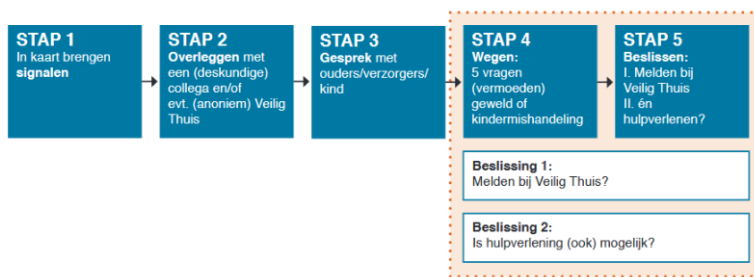 STAP 1
In kaart brengen
signalen
STAP 2
Overleggen met
een (deskundige)
collega en/of
evt. (anoniem) Veilig
Thuis
STAP 3
Gesprek met
ouders/verzorgers/
kind
STAP 4
Wegen:
5 vragen
(vermoeden)
geweld of
kindermishandeling
STAP 5
Beslissen:
I. Melden bij
Veilig Thuis
II. én
hulpverlenen?
Beslissing 1:
Melden bij Veilig Thuis?
Beslissing 2:
Is hulpverlening (ook) mogelijk?